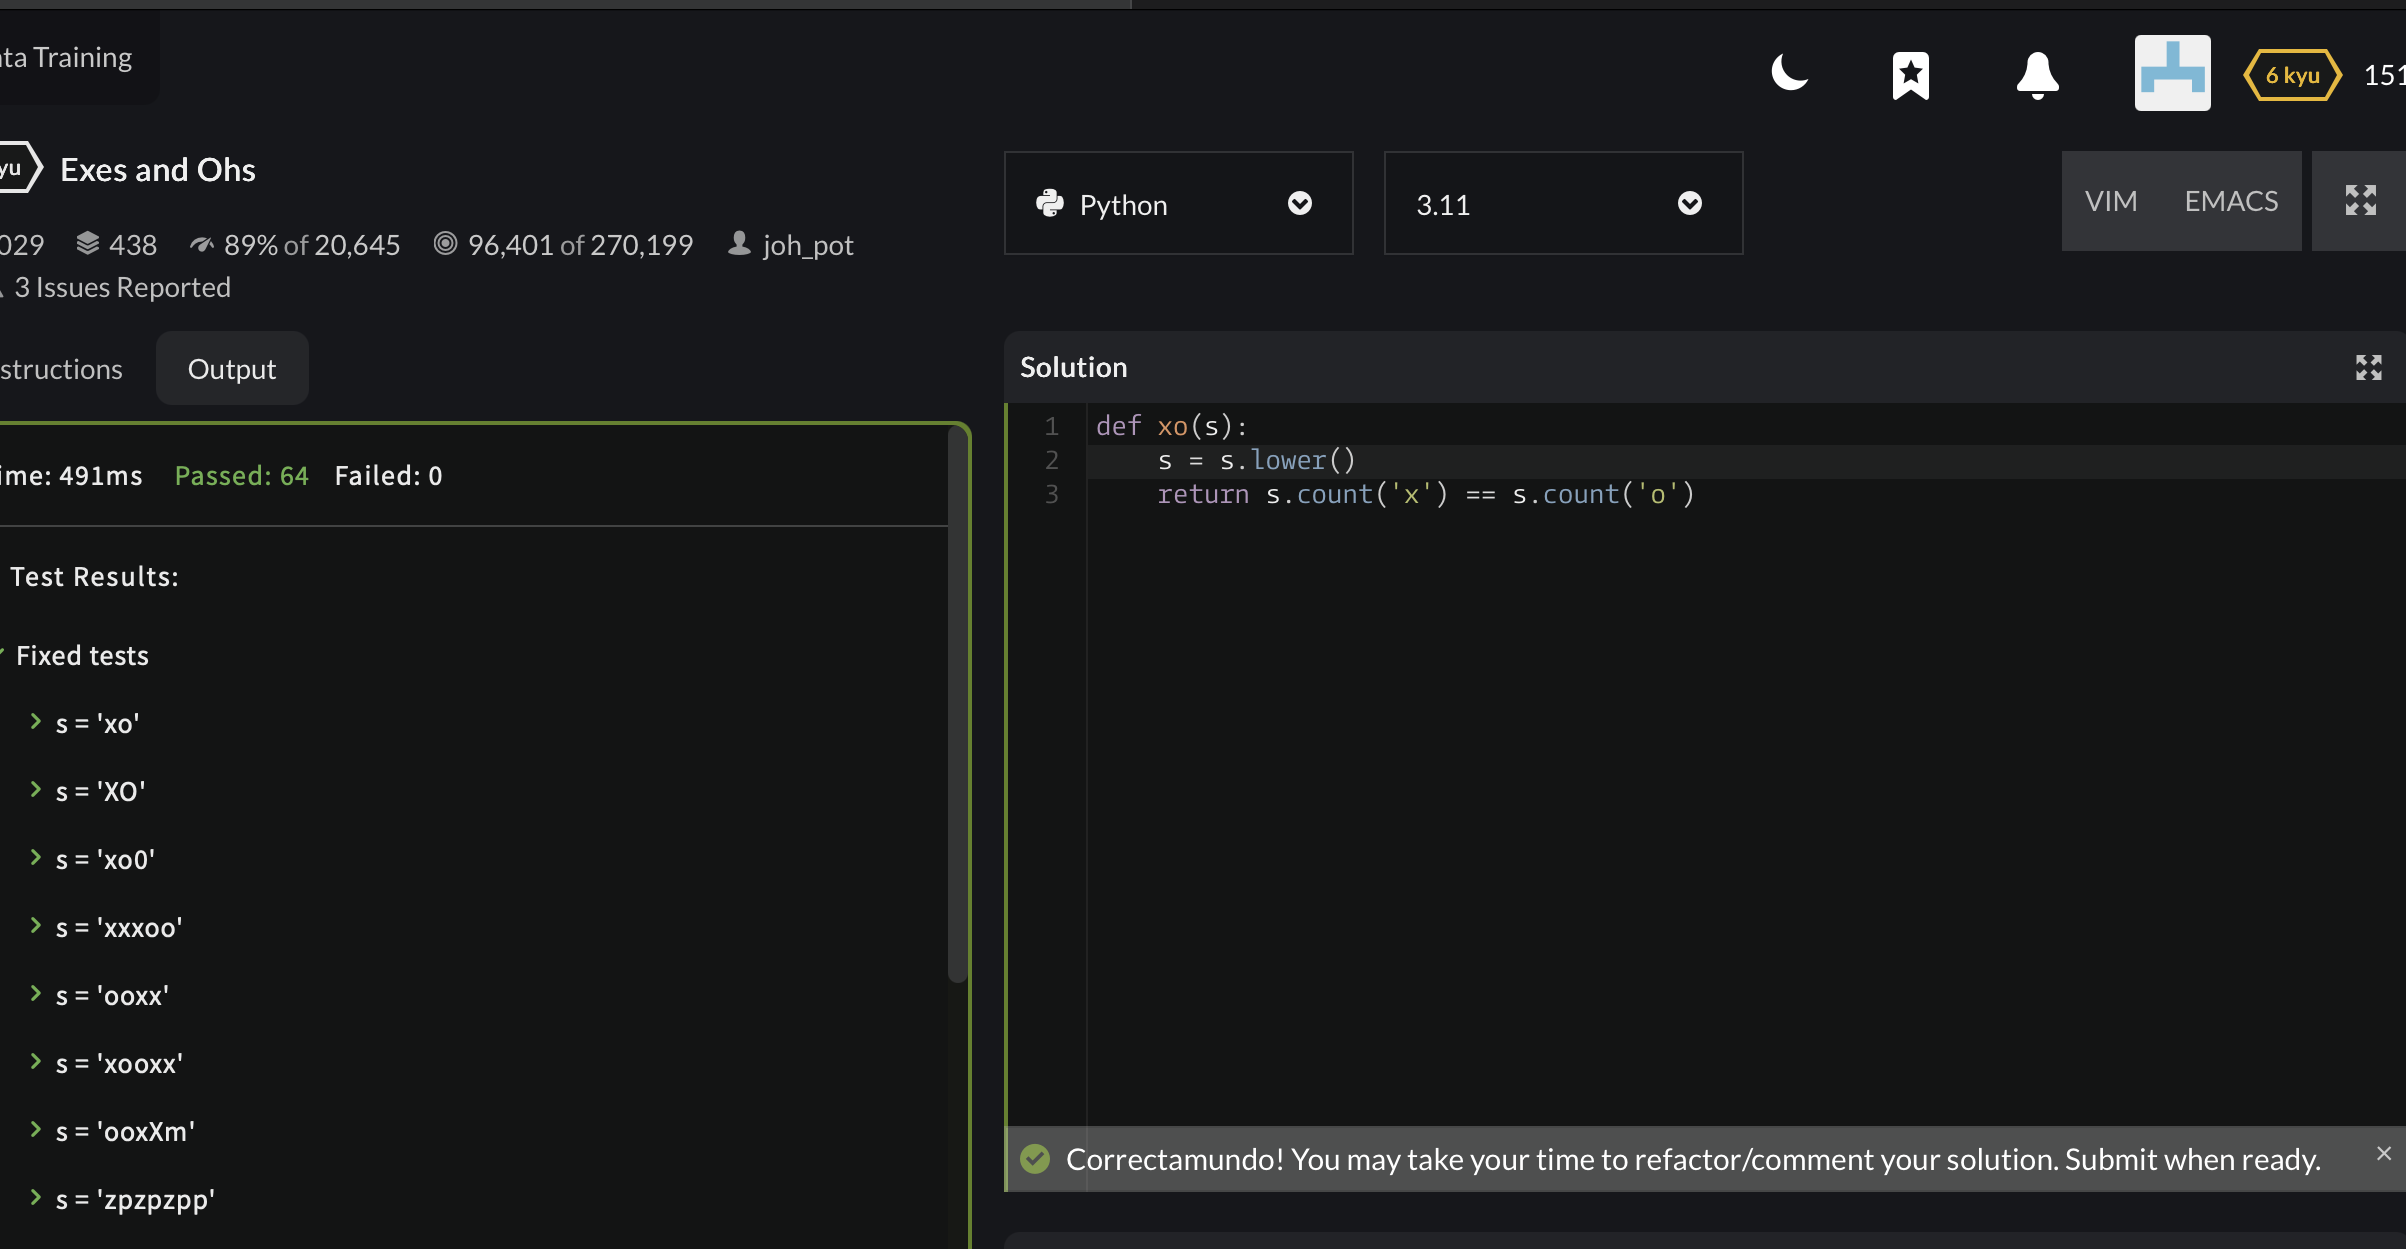 ta Training
6 kyu 151
yu Exes and Ohs
029 438 89% of 20,645 96,401 of 270,199 joh_pot
3 Issues Reported
Python
3.11
VIM EMACS
structions Output
ime: 491ms Passed: 64 Failed: 0
Test Results:
Fixed tests
s = 'xo'
s = 'XO'
s = 'xo0'
s = 'xxxoo'
s = 'ooxx'
s = 'xooxx'
s = 'ooxXm'
s = 'zpzpzpp'
Solution
1 def xo(s):
2 s = s.lower()
3 return s.count('x') == s.count('o')
Correctamundo! You may take your time to refactor/comment your solution. Submit when ready.